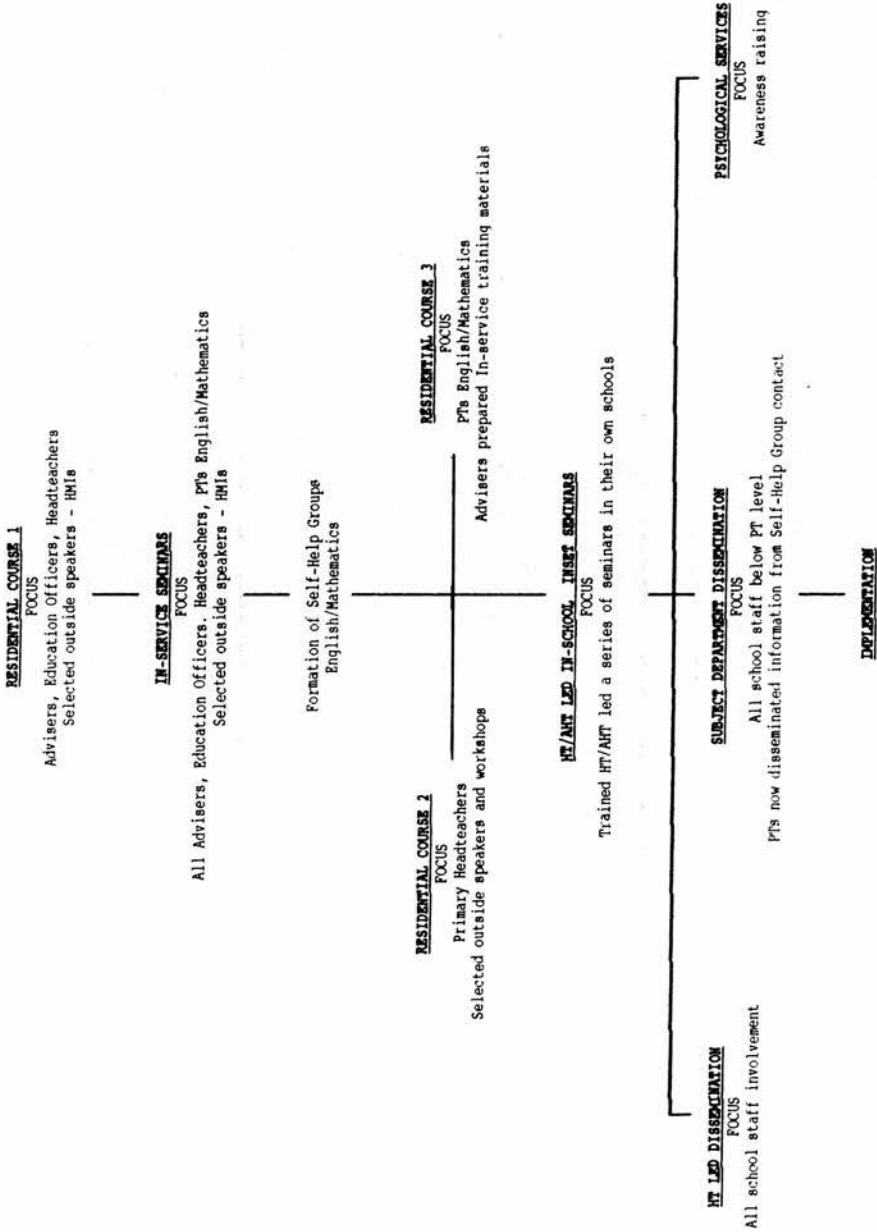 RESIDENTIAL COURSE 1
FOCUS
Advisers, Education Officers, Headteachers
Selected outside speakers - HMIs
IN-SERVICE SEMINARS
FOCUS
All Advisers, Education Officers. Headteachers, PTs English/Mathematics
Selected outside speakers - HMIs
Formation of Self-Help Groups
English/Mathematics
RESIDENTIAL COURSE 2
FOCUS
Primary Headteachers
Selected outside speakers and workshops
RESIDENTIAL COURSE 3
FOCUS
PTs English/Mathematics
Advisers prepared In-service training materials
HT/AHT LED IN-SCHOOL INSET SEMINARS
FOCUS
Trained HT/AHT led a series of seminars in their own schools
HT LED DISSEMINATION
FOCUS
All school staff involvement
SUBJECT DEPARTMENT DISSEMINATION
FOCUS
All school staff below PT level
PTs now disseminated information from Self-Help Group contact
PSYCHOLOGICAL SERVICES
FOCUS
Awareness raising
IMPLEMENTATION